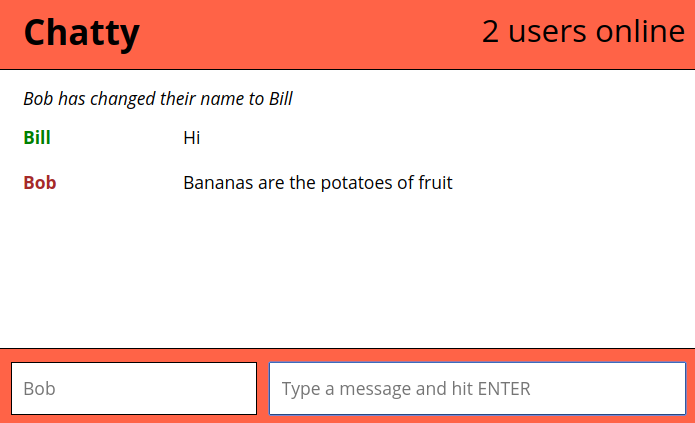 Chatty
2 users online
Bob has changed their name to Bill
Bill Hi
Bob Bananas are the potatoes of fruit
Bob
Type a message and hit ENTER